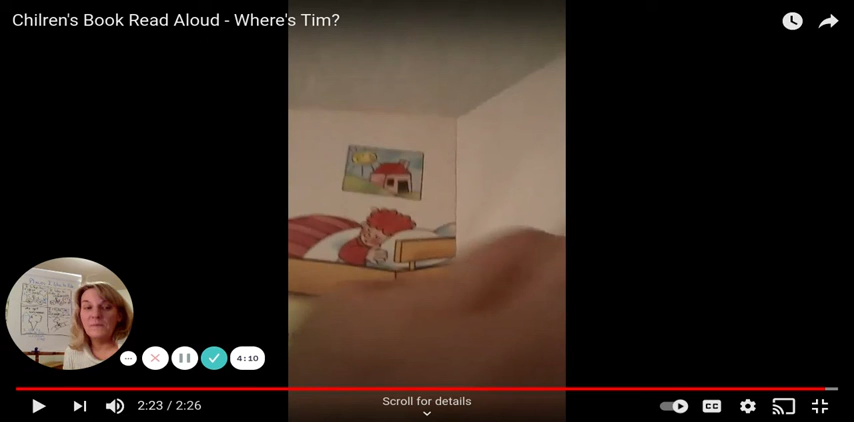 Chilren's Book Read Aloud - Where's Tim?
4:10
2:23 / 2:26
Scroll for details
CC